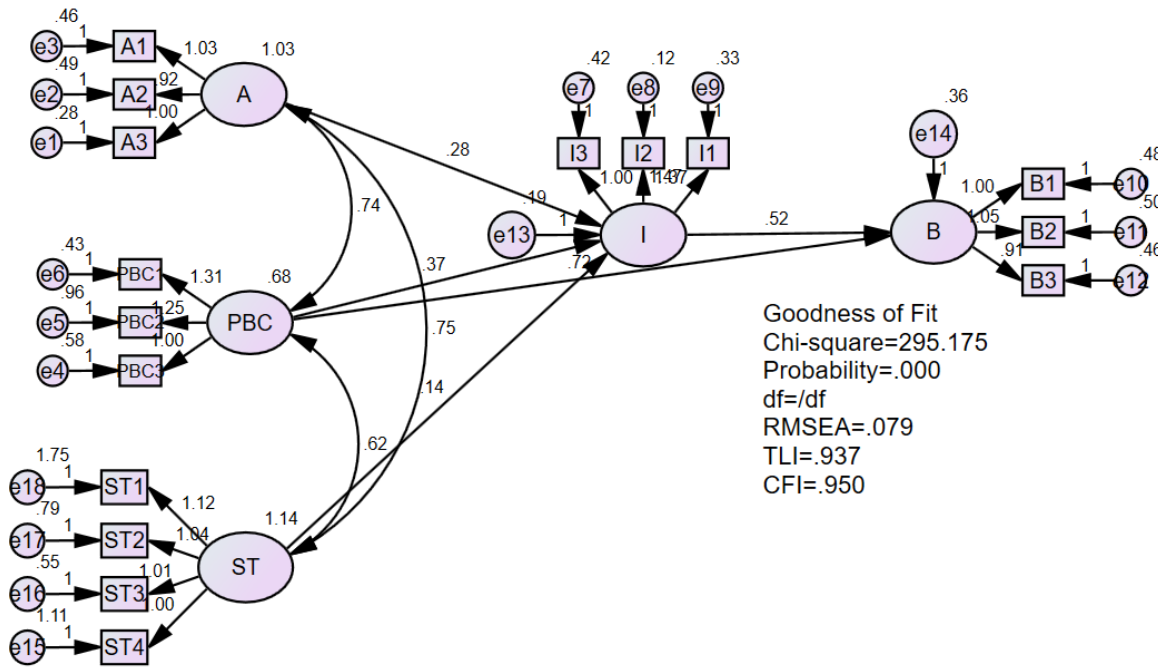 .46
1
e3
A1
1.03
1.03
.49
1
e2
A2
.92
A
.28
1
e1
A3
1.00
.42
.12
.33
e7
e8
e9
1
1
1
I3
I2
I1
1.00
1.37
.28
.19
e13
1
I
.74
.52
.36
e14
1
B
1.00
B1
1
.48
e10
1.05
B2
1
.50
e11
.91
B3
1
.46
e12
.43
1
e6
PBC1
1.31
.68
.96
1
e5
PBC2
1.25
PBC
.58
1
e4
PBC3
1.00
.37
.72
.75
.14
.62
Goodness of Fit
Chi-square=295.175
Probability=.000
df=/df
RMSEA=.079
TLI=.937
CFI=.950
1.75
1
e18
ST1
1.12
1.14
.79
1
e17
ST2
1.04
ST
.55
1
e16
ST3
1.01
1.11
1
e15
ST4
1.00